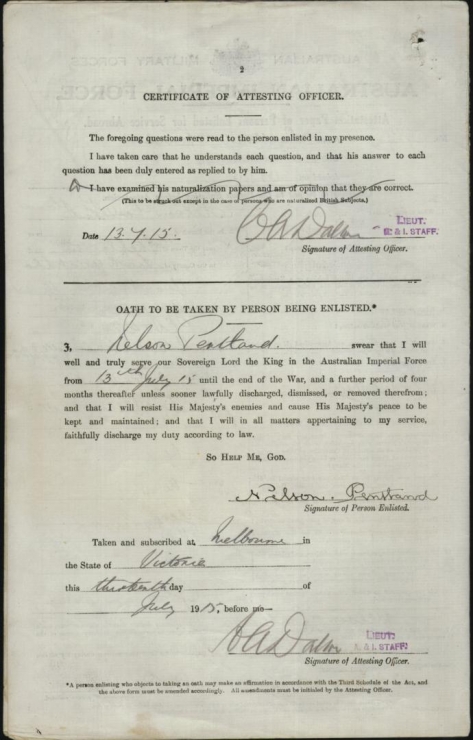 2
CERTIFICATE OF ATTESTING OFFICER.
The foregoing questions were read to the person enlisted in my presence.
I have taken care that he understands each question, and that his answer to each
question has been duly entered as replied to by him.
I have examined his naturalization papers and am of opinion that they are correct.
(This to be struck out except in the case of persons who are naturalized British Subjects.)
Date 13.7.15. LIEUT.
& I. STAFF.
Signature of Attesting Officer.
OATH TO BE TAKEN BY PERSON BEING ENLISTED.*
3, Nelson Pentland. swear that I will
well and truly serve our Sovereign Lord the King in the Australian Imperial Force
from 13th July 15 until the end of the War, and a further period of four
months thereafter unless sooner lawfully discharged, dismissed, or removed therefrom;
and that I will resist His Majesty's enemies and cause His Majesty's peace to be
kept and maintained; and that I will in all matters appertaining to my service,
faithfully discharge my duty according to law.
SO HELP ME, GOD.
Nelson. Pentland
Signature of Person Enlisted.
Taken and subscribed at Melbourne in
the State of Victoria
this thirteenth day of
July 1915, before me—
A Dalton LIEUT.
& I. STAFF.
Signature of Attesting Officer.
*A person enlisting who objects to taking an oath may make an affirmation in accordance with the Third Schedule of the Act, and
the above form must be amended accordingly. All amendments must be initialed by the Attesting Officer.